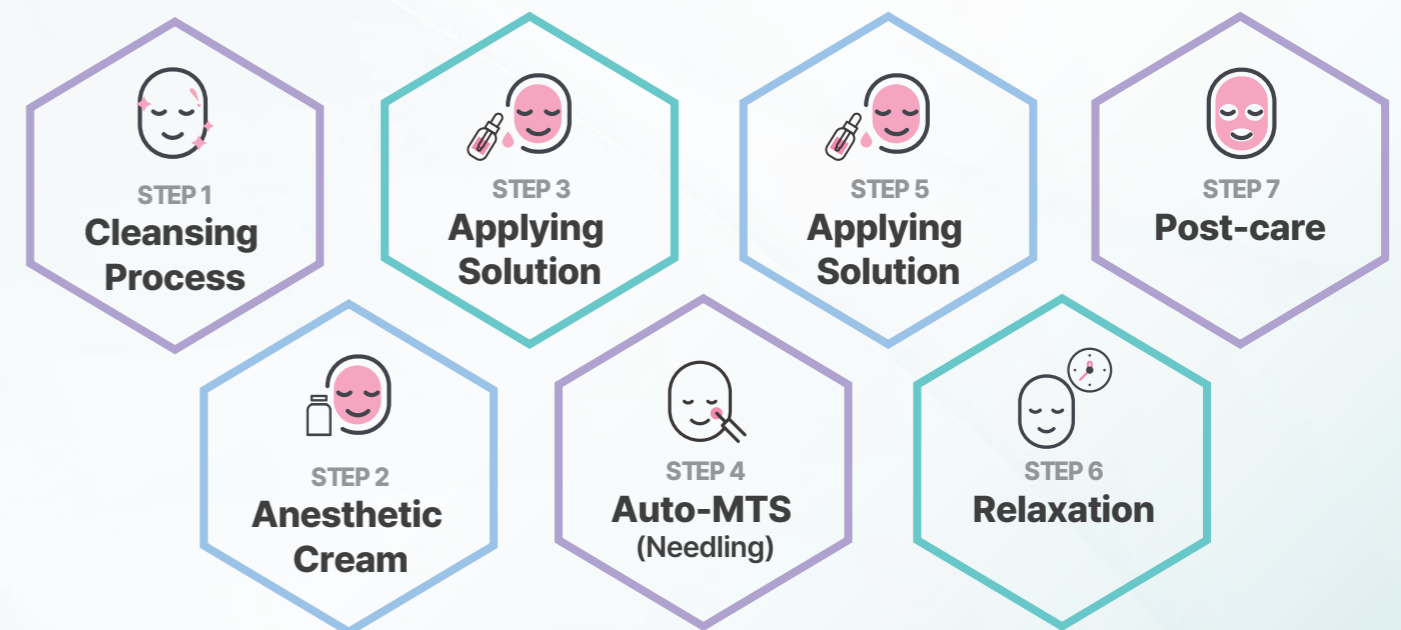 STEP 1
Cleansing
Process
STEP 2
Anesthetic
Cream
STEP 3
Applying
Solution
STEP 4
Auto-MTS
(Needling)
STEP 5
Applying
Solution
STEP 6
Relaxation
STEP 7
Post-care